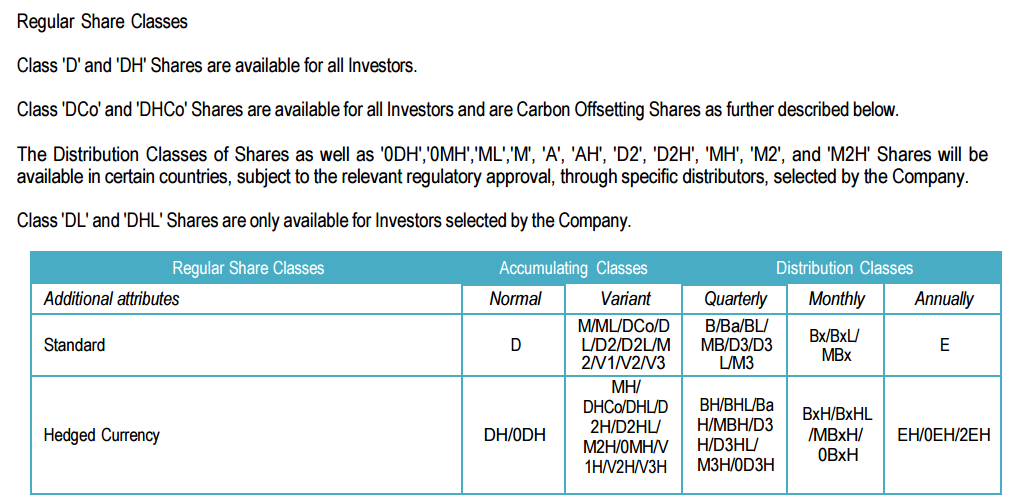 Regular Share Classes
Class 'D' and 'DH' Shares are available for all Investors.
Class 'DCo' and 'DHCo' Shares are available for all Investors and are Carbon Offsetting Shares as further described below.
The Distribution Classes of Shares as well as '0DH','0MH','ML','M', 'A', 'AH', 'D2', 'D2H', 'MH', 'M2', and 'M2H' Shares will be
available in certain countries, subject to the relevant regulatory approval, through specific distributors, selected by the Company.
Class 'DL' and 'DHL' Shares are only available for Investors selected by the Company.
Regular Share Classes Accumulating Classes Distribution Classes
Additional attributes Normal Variant Quarterly Monthly Annually
Standard
D
M/ML/DCo/D
L/D2/D2L/M
2/V1/V2/V3
B/Ba/BL/
MB/D3/D3
L/M3
Bx/BxL/
MBx
E
Hedged Currency
DH/0DH
MH/
DHCo/DHL/D
2H/D2HL/
M2H/0MH/V
1H/V2H/V3H
BH/BHL/Ba
H/MBH/D3
H/D3HL/
M3H/0D3H
BxH/BxHL
/MBxH/
0BxH
EH/0EH/2EH